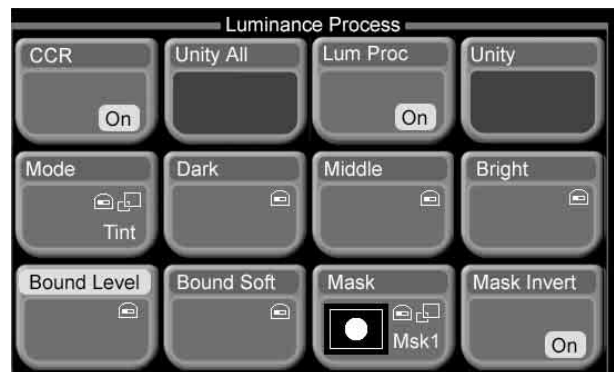 Luminance Process
CCR
On
Unity All
Lum Proc
On
Unity
Mode
Tint
Dark
Middle
Bright
Bound Level
Bound Soft
Mask
Msk1
Mask Invert
On